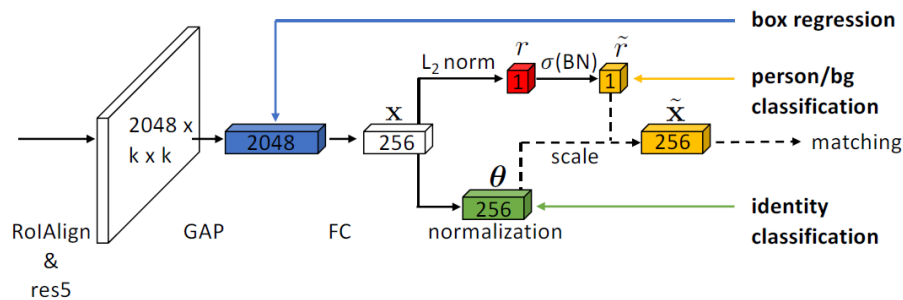 box regression
L₂ norm
r
σ(BN)
r̃
1
1
person/bg
classification
2048 x
k x k
2048
x
256
x̃
256
matching
scale
θ
256
RoIAlign
&
res5
GAP
FC
normalization
identity
classification